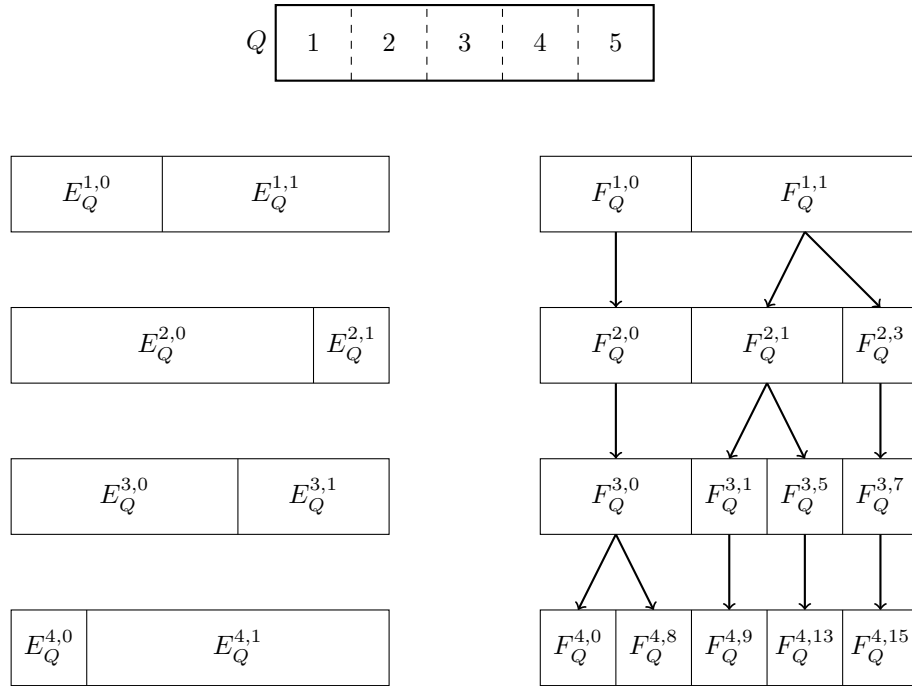 Q 1 2 3 4 5
E_Q^{1,0} E_Q^{1,1} F_Q^{1,0} F_Q^{1,1}
E_Q^{2,0} E_Q^{2,1} F_Q^{2,0} F_Q^{2,1} F_Q^{2,3}
E_Q^{3,0} E_Q^{3,1} F_Q^{3,0} F_Q^{3,1} F_Q^{3,5} F_Q^{3,7}
E_Q^{4,0} E_Q^{4,1} F_Q^{4,0} F_Q^{4,8} F_Q^{4,9} F_Q^{4,13} F_Q^{4,15}